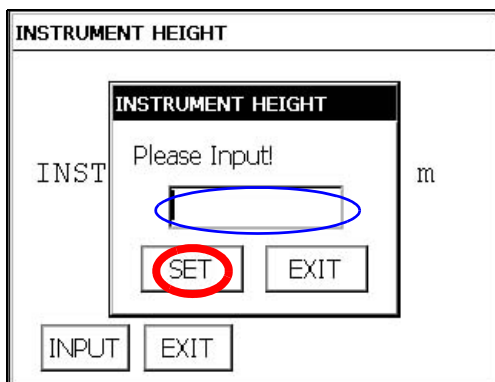 INSTRUMENT HEIGHT
INSTRUMENT HEIGHT
Please Input!
INST m
SET EXIT
INPUT EXIT